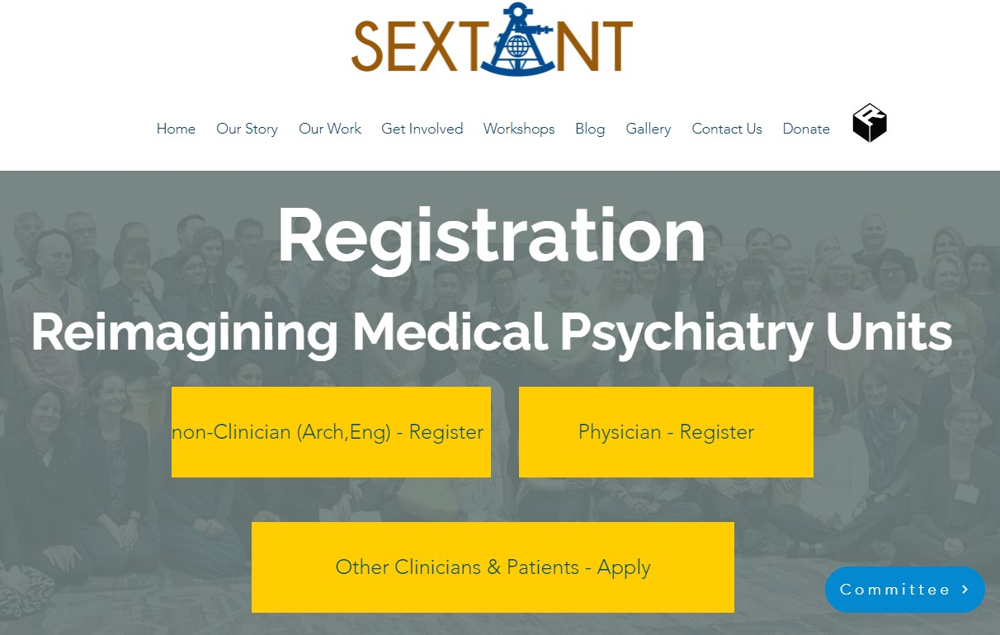 SEXTANT
Home Our Story Our Work Get Involved Workshops Blog Gallery Contact Us Donate
Registration
Reimagining Medical Psychiatry Units
non-Clinician (Arch,Eng) - Register
Physician - Register
Other Clinicians & Patients - Apply
Committee